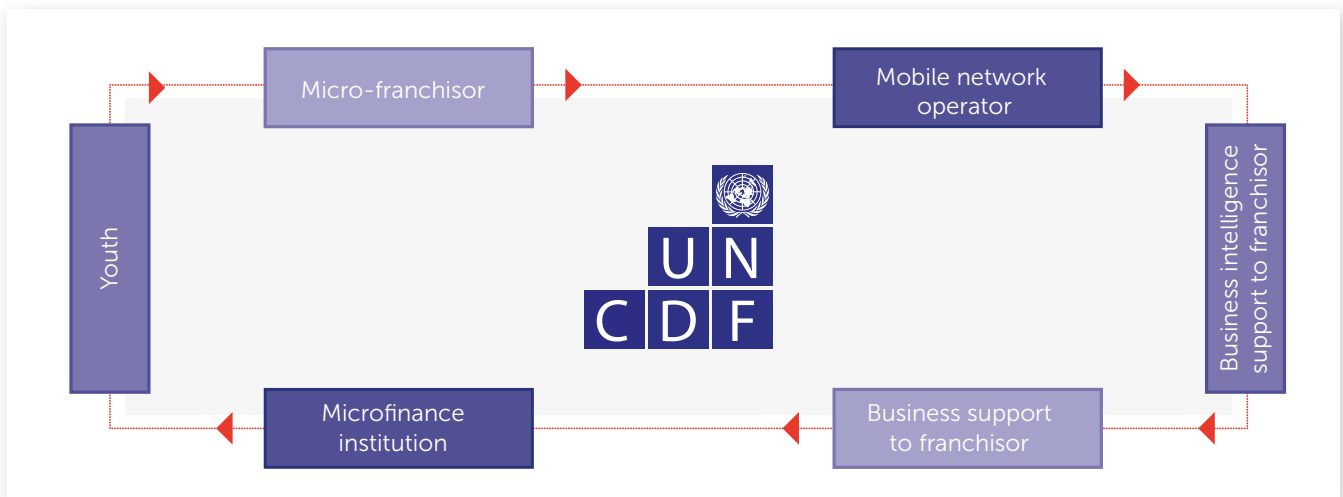 Micro-franchisor
Mobile network
operator
Youth
Business intelligence
support to franchisor
U N
C D F
Microfinance
institution
Business support
to franchisor